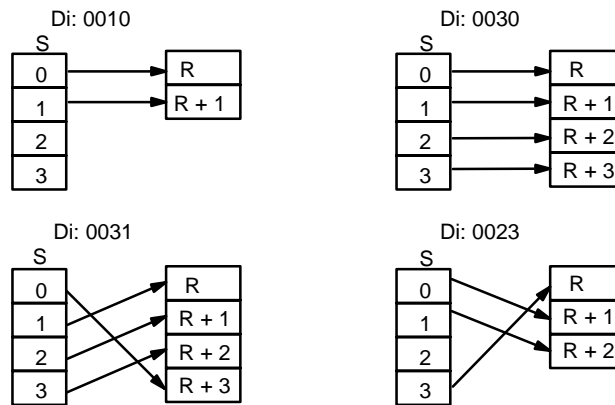 Di: 0010
S
0
1
2
3
R
R + 1
Di: 0030
S
0
1
2
3
R
R + 1
R + 2
R + 3
Di: 0031
S
0
1
2
3
R
R + 1
R + 2
R + 3
Di: 0023
S
0
1
2
3
R
R + 1
R + 2